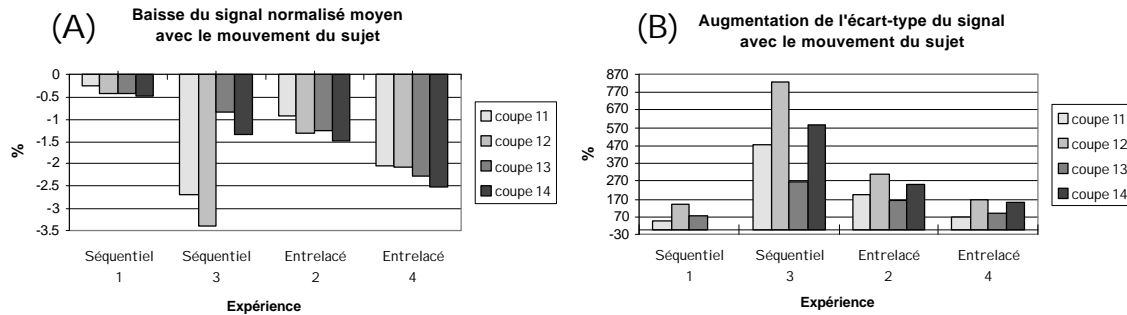 (A)
Baisse du signal normalisé moyen
avec le mouvement du sujet
0
-0.5
-1
-1.5
-2
-2.5
-3
-3.5
%
Séquentiel
1
Séquentiel
3
Entrelacé
2
Entrelacé
4
Expérience
coupe 11
coupe 12
coupe 13
coupe 14
(B)
Augmentation de l'écart-type du signal
avec le mouvement du sujet
870
770
670
570
470
370
270
170
70
-30
%
Séquentiel
1
Séquentiel
3
Entrelacé
2
Entrelacé
4
Expérience
coupe 11
coupe 12
coupe 13
coupe 14